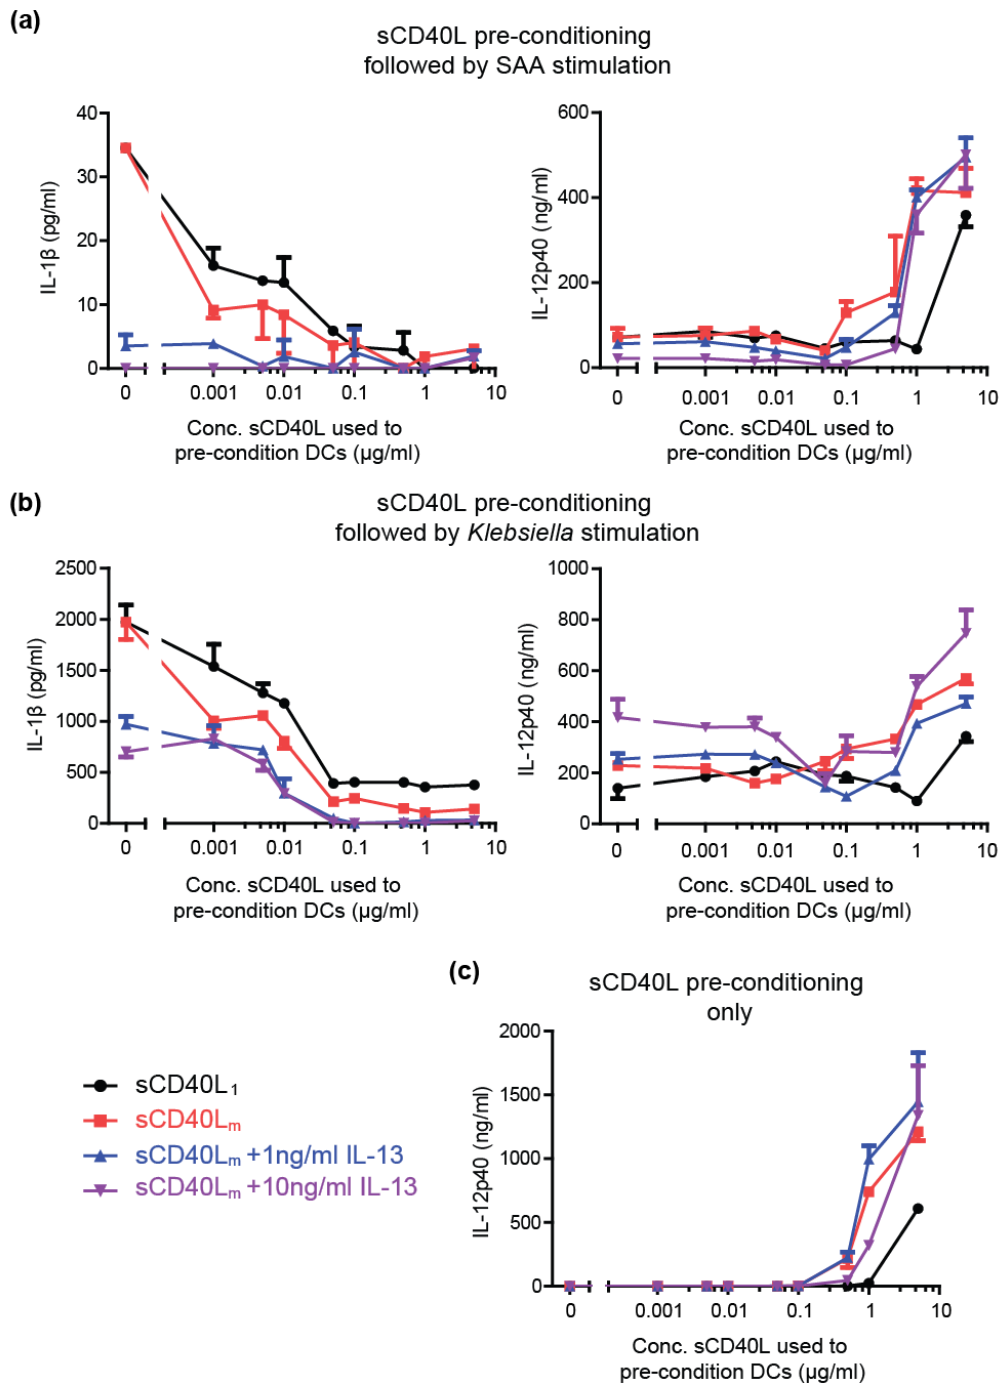 (a)
sCD40L pre-conditioning
followed by SAA stimulation
40
30
20
10
0
IL-1β (pg/ml)
0
0.001
0.01
0.1
1
10
Conc. sCD40L used to
pre-condition DCs (µg/ml)
600
400
200
0
IL-12p40 (ng/ml)
0
0.001
0.01
0.1
1
10
Conc. sCD40L used to
pre-condition DCs (µg/ml)
(b)
sCD40L pre-conditioning
followed by Klebsiella stimulation
2500
2000
1500
1000
500
0
IL-1β (pg/ml)
0
0.001
0.01
0.1
1
10
Conc. sCD40L used to
pre-condition DCs (µg/ml)
1000
800
600
400
200
0
IL-12p40 (ng/ml)
0
0.001
0.01
0.1
1
10
Conc. sCD40L used to
pre-condition DCs (µg/ml)
(c)
sCD40L pre-conditioning
only
2000
1500
1000
500
0
IL-12p40 (ng/ml)
0
0.001
0.01
0.1
1
10
Conc. sCD40L used to
pre-condition DCs (µg/ml)
sCD40L₁
sCD40Lₘ
sCD40Lₘ +1ng/ml IL-13
sCD40Lₘ +10ng/ml IL-13